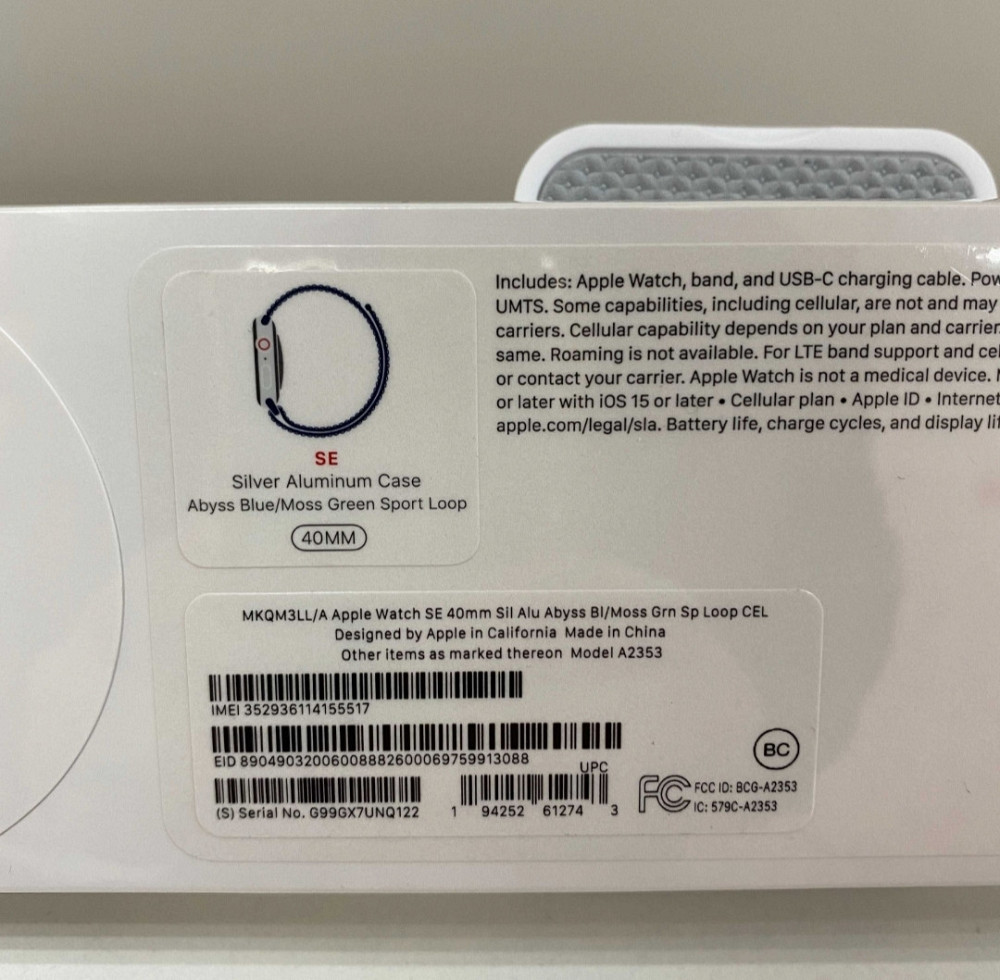 Includes: Apple Watch, band, and USB-C charging cable.
UMTS. Some capabilities, including cellular, are not and may
carriers. Cellular capability depends on your plan and carrier.
same. Roaming is not available. For LTE band support and
or contact your carrier. Apple Watch is not a medical device.
or later with iOS 15 or later • Cellular plan • Apple ID • Internet
apple.com/legal/sla. Battery life, charge cycles, and display
SE
Silver Aluminum Case
Abyss Blue/Moss Green Sport Loop
40MM
MKQM3LL/A Apple Watch SE 40mm Sil Alu Abyss Bl/Moss Grn Sp Loop CEL
Designed by Apple in California Made in China
Other items as marked thereon Model A2353
IMEI 352936114155517
EID 89049032006008882600069759913088
UPC
(S) Serial No. G99GX7UNQ122
1 94252 61274 3
BC
FC
FCC ID: BCG-A2353
IC: 579C-A2353